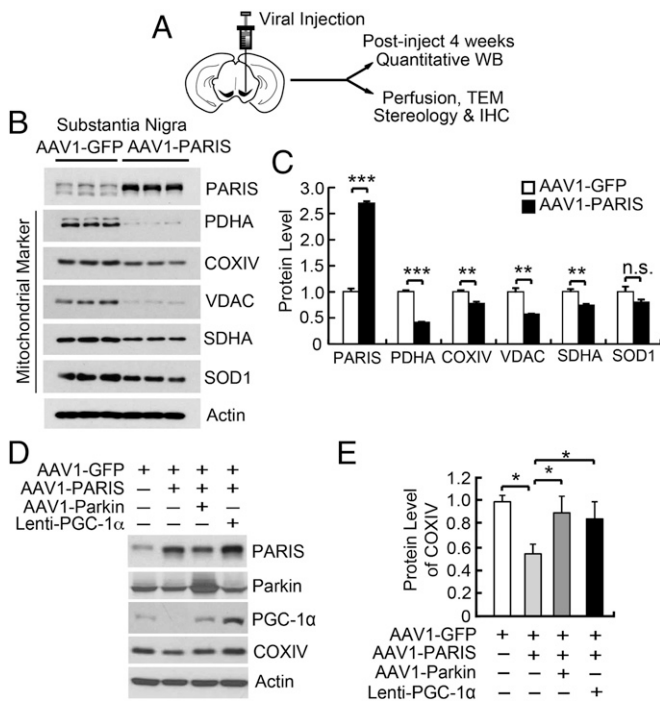 A
Viral Injection
Post-inject 4 weeks
Quantitative WB
Perfusion, TEM
Stereology & IHC
B
Substantia Nigra
AAV1-GFP AAV1-PARIS
PARIS
Mitochondrial Marker
PDHA
COXIV
VDAC
SDHA
SOD1
Actin
C
AAV1-GFP
AAV1-PARIS
Protein Level
3.0
2.5
2.0
1.5
1.0
0.5
0
*** *** ** ** ** n.s.
PARIS PDHA COXIV VDAC SDHA SOD1
D
AAV1-GFP + + + +
AAV1-PARIS – + + +
AAV1-Parkin – – + –
Lenti-PGC-1α – – – +
PARIS
Parkin
PGC-1α
COXIV
Actin
E
Protein Level
of COXIV
1.2
1.0
0.8
0.6
0.4
0.2
0
* * *
AAV1-GFP + + + +
AAV1-PARIS – + + +
AAV1-Parkin – – + –
Lenti-PGC-1α – – – +